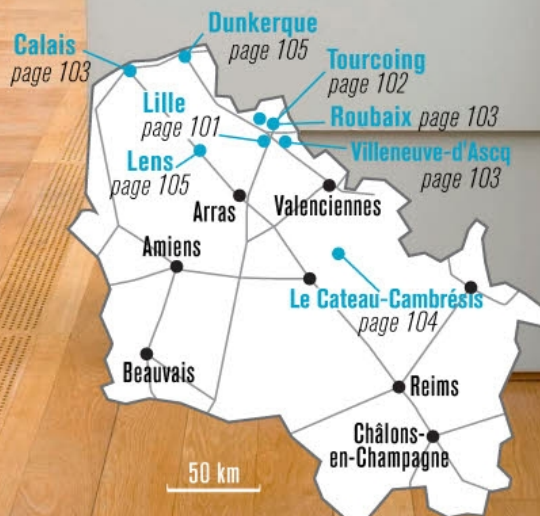 Dunkerque
page 105
Calais
page 103
Tourcoing
page 102
Lille
page 101
Roubaix page 103
Villeneuve-d'Ascq
page 103
Lens
page 105
Arras
Valenciennes
Amiens
Le Cateau-Cambrésis
page 104
Beauvais
Reims
Châlons-
en-Champagne
50 km